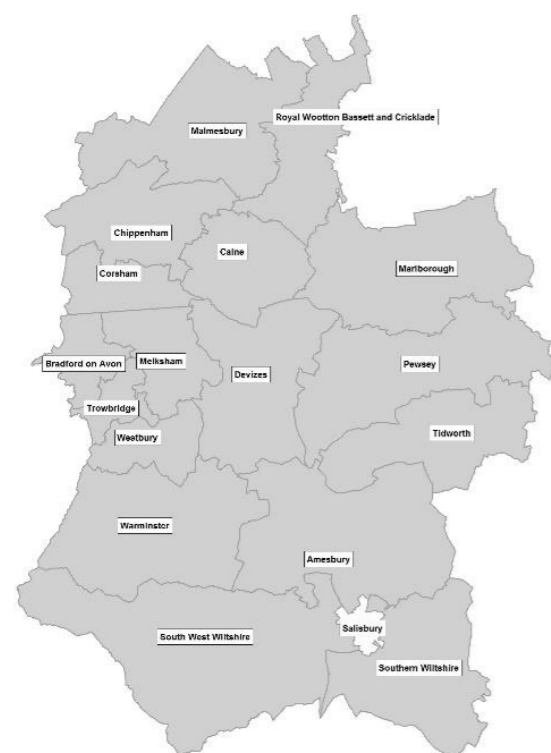 Royal Wootton Bassett and Cricklade
Malmesbury
Chippenham
Calne
Marlborough
Corsham
Bradford on Avon
Melksham
Devizes
Pewsey
Trowbridge
Westbury
Tidworth
Warminster
Amesbury
South West Wiltshire
Salisbury
Southern Wiltshire